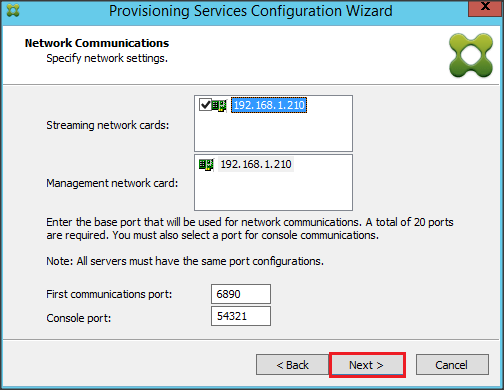 Provisioning Services Configuration Wizard
X
Network Communications
Specify network settings.
Streaming network cards:
192.168.1.210
Management network card:
192.168.1.210
Enter the base port that will be used for network communications. A total of 20 ports
are required. You must also select a port for console communications.
Note: All servers must have the same port configurations.
First communications port:
6890
Console port:
54321
< Back
Next >
Cancel